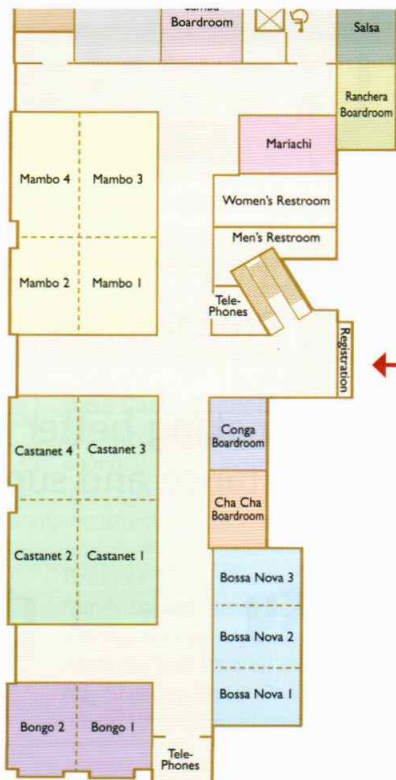 Boardroom
Salsa
Ranchera
Boardroom
Mariachi
Mambo 4
Mambo 3
Women's Restroom
Men's Restroom
Mambo 2
Mambo 1
Tele-
Phones
Registration
Castanet 4
Castanet 3
Conga
Boardroom
Cha Cha
Boardroom
Castanet 2
Castanet 1
Bossa Nova 3
Bossa Nova 2
Bossa Nova 1
Bongo 2
Bongo 1
Tele-
Phones